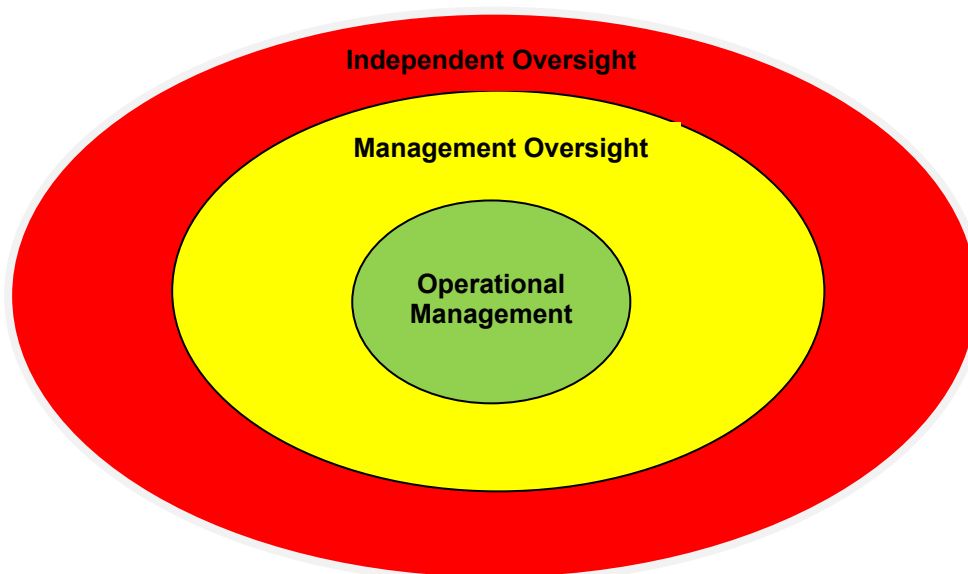 Independent Oversight
Management Oversight
Operational
Management